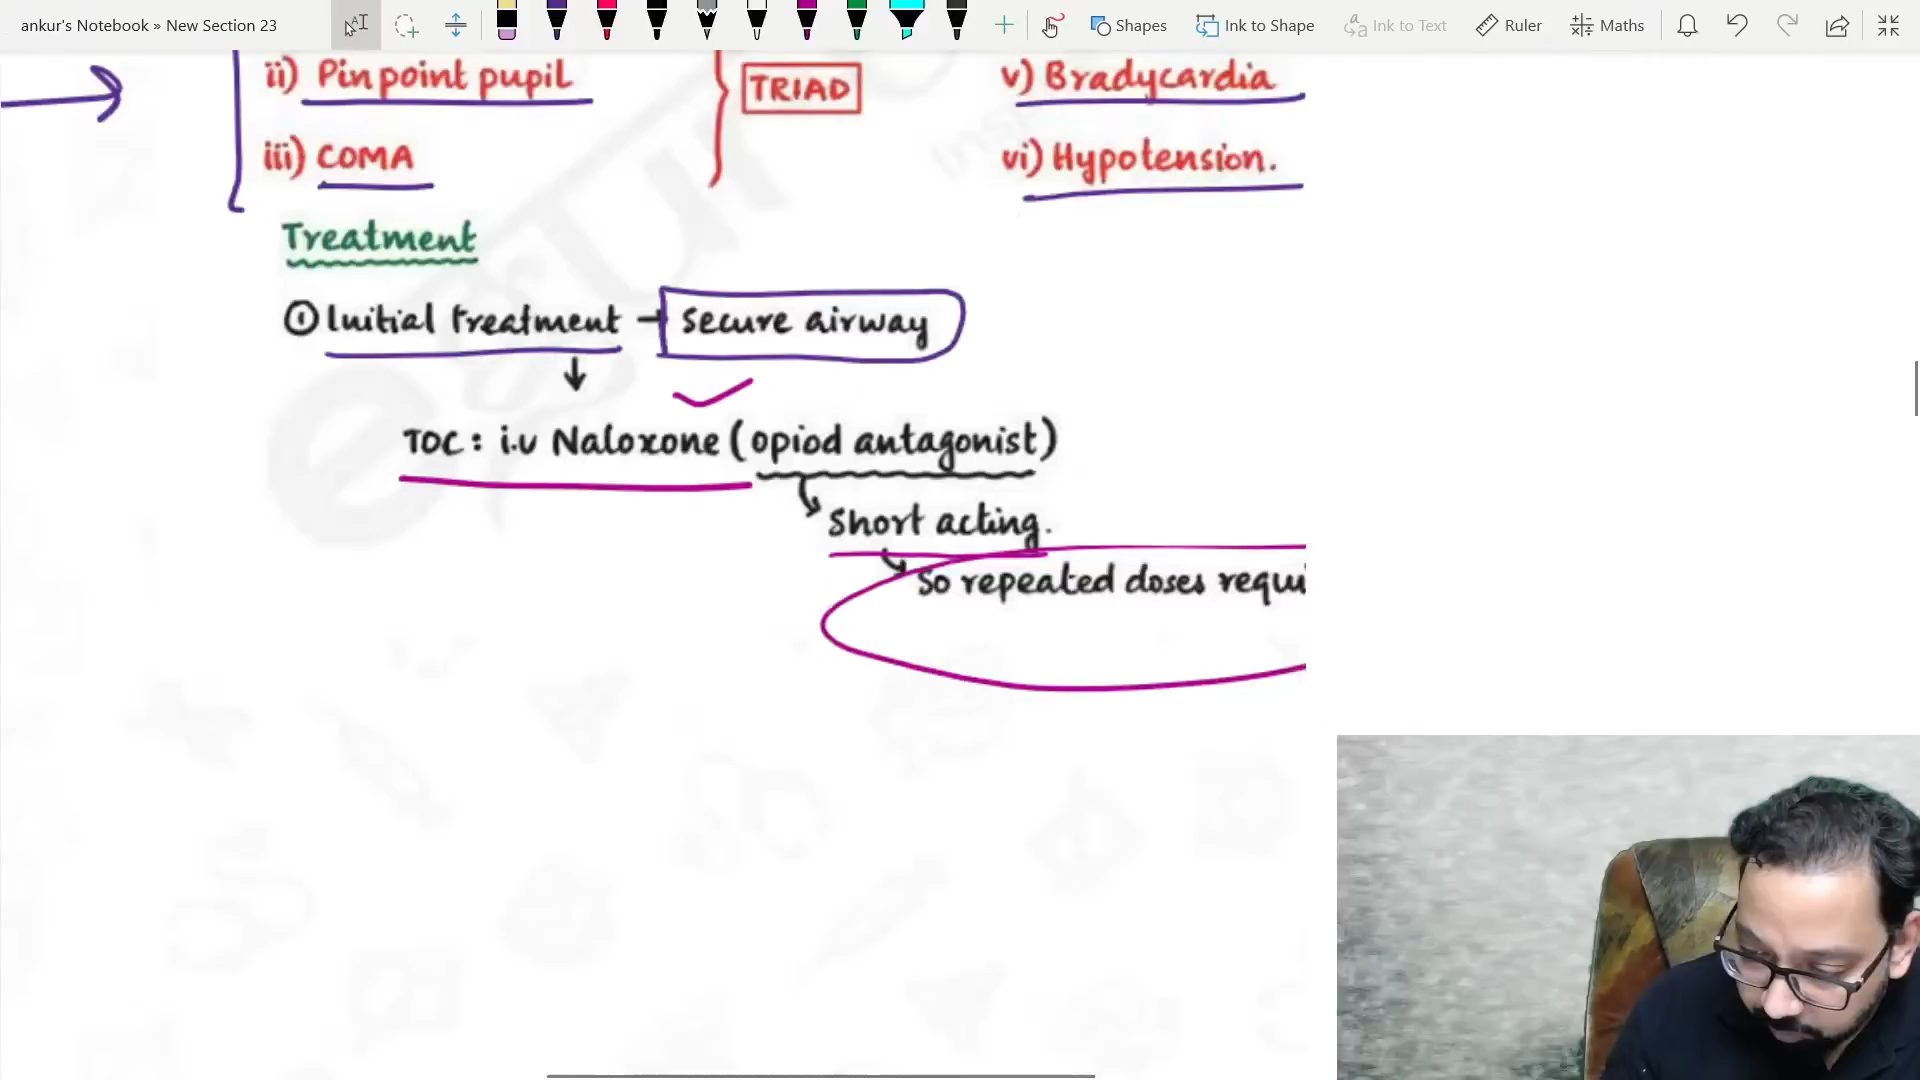 ankur's Notebook » New Section 23
Shapes
Ink to Shape
Ink to Text
Ruler
Maths
ii) Pinpoint pupil
TRIAD
v) Bradycardia
iii) COMA
vi) Hypotension.
Treatment
① Initial treatment → Secure airway
TOC: i.v Naloxone (opiod antagonist)
Short acting.
So repeated doses requi